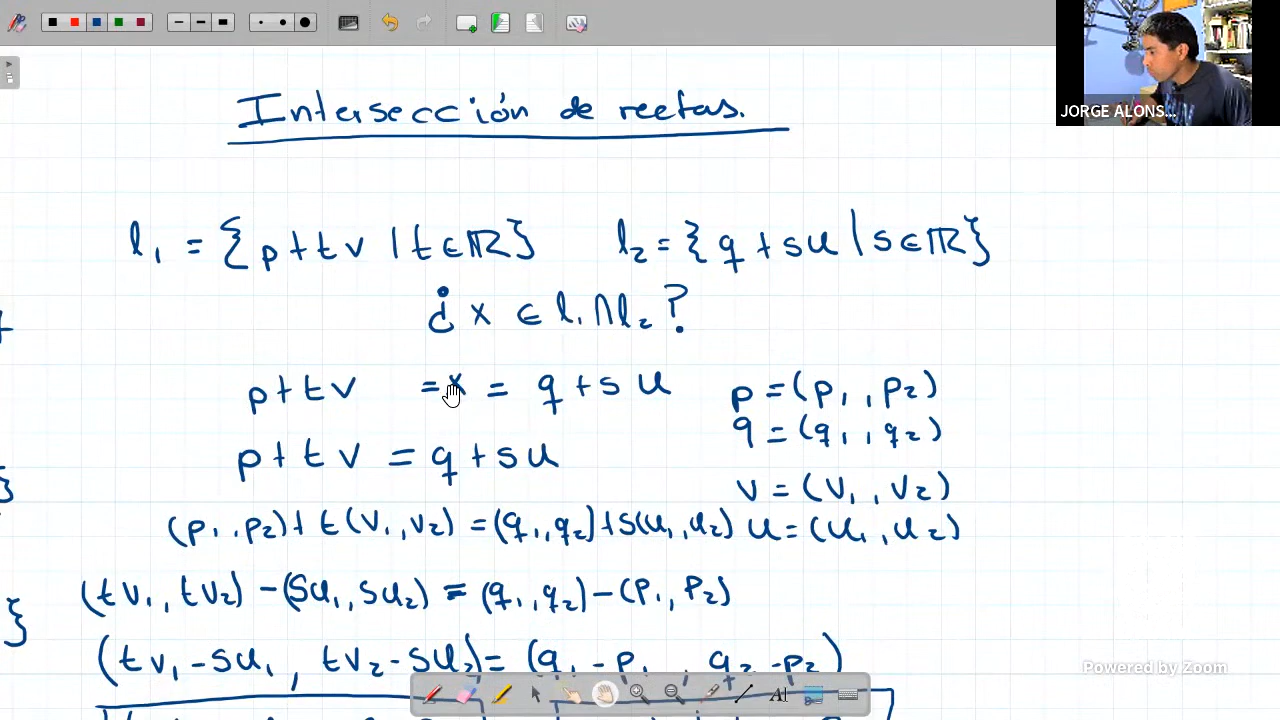 JORGE ALONS...
Intersección de rectas.
l₁ = {p + tv | t ∈ ℝ} l₂ = {q + su | s ∈ ℝ}
¿ x ∈ l₁ ∩ l₂ ?
p + tv = x = q + su
p = (p₁, p₂)
q = (q₁, q₂)
p + tv = q + su
v = (v₁, v₂)
(p₁, p₂) + t(v₁, v₂) = (q₁, q₂) + s(u₁, u₂)
u = (u₁, u₂)
(tv₁, tv₂) - (su₁, su₂) = (q₁, q₂) - (p₁, p₂)
(tv₁ - su₁, tv₂ - su₂) = (q₁ - p₁, q₂ - p₂)
Powered by Zoom